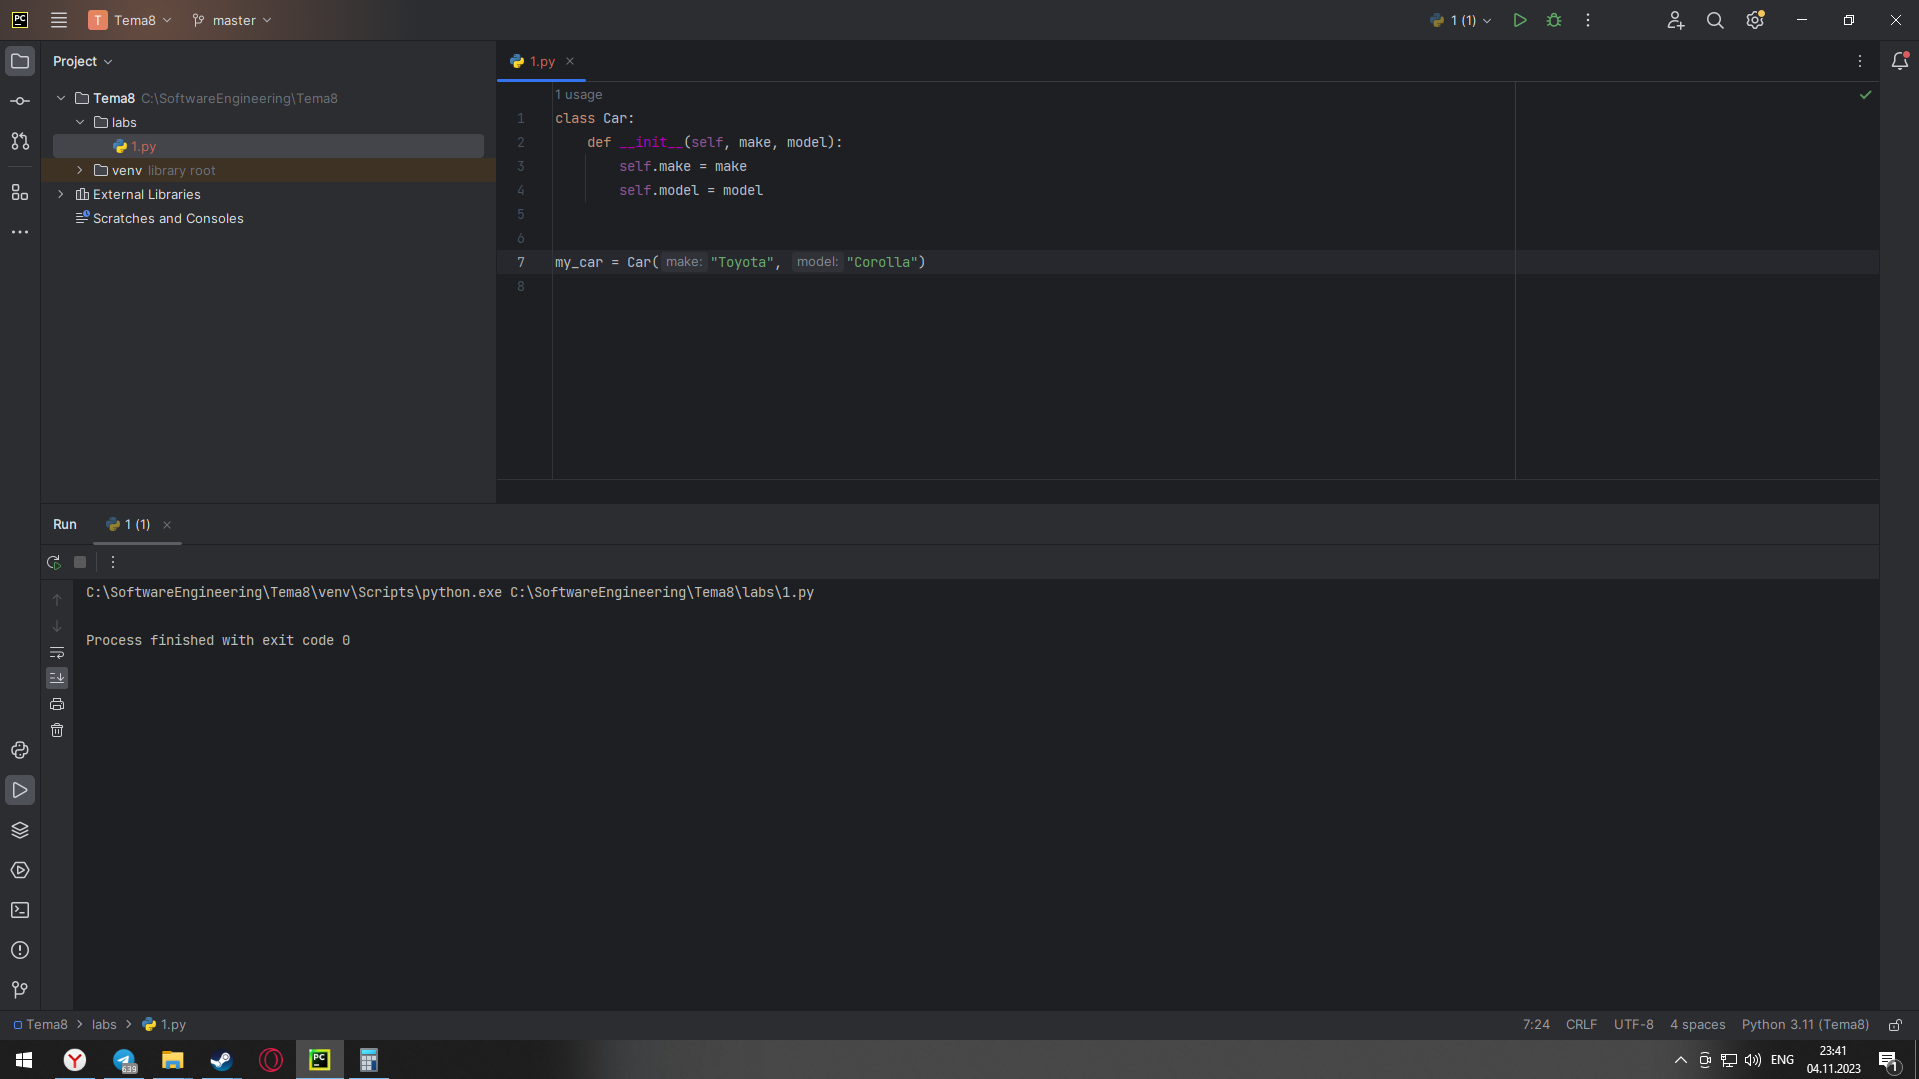 PC T Tema8 master 1 (1)
Project
Tema8 C:\SoftwareEngineering\Tema8
labs
1.py
venv library root
External Libraries
Scratches and Consoles
1.py
1 usage
1 class Car:
2 def __init__(self, make, model):
3 self.make = make
4 self.model = model
5
6
7 my_car = Car( make: "Toyota", model: "Corolla")
8
Run 1 (1)
C:\SoftwareEngineering\Tema8\venv\Scripts\python.exe C:\SoftwareEngineering\Tema8\labs\1.py
Process finished with exit code 0
Tema8 labs 1.py 7:24 CRLF UTF-8 4 spaces Python 3.11 (Tema8)
Y 639 PC ENG 23:41 1
04.11.2023